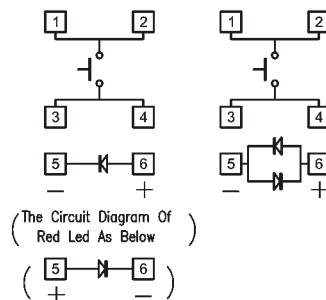 1 2 1 2
3 4 3 4
5 6 5 6
− + − +
(The Circuit Diagram Of
Red Led As Below)
(5 6)
+ −